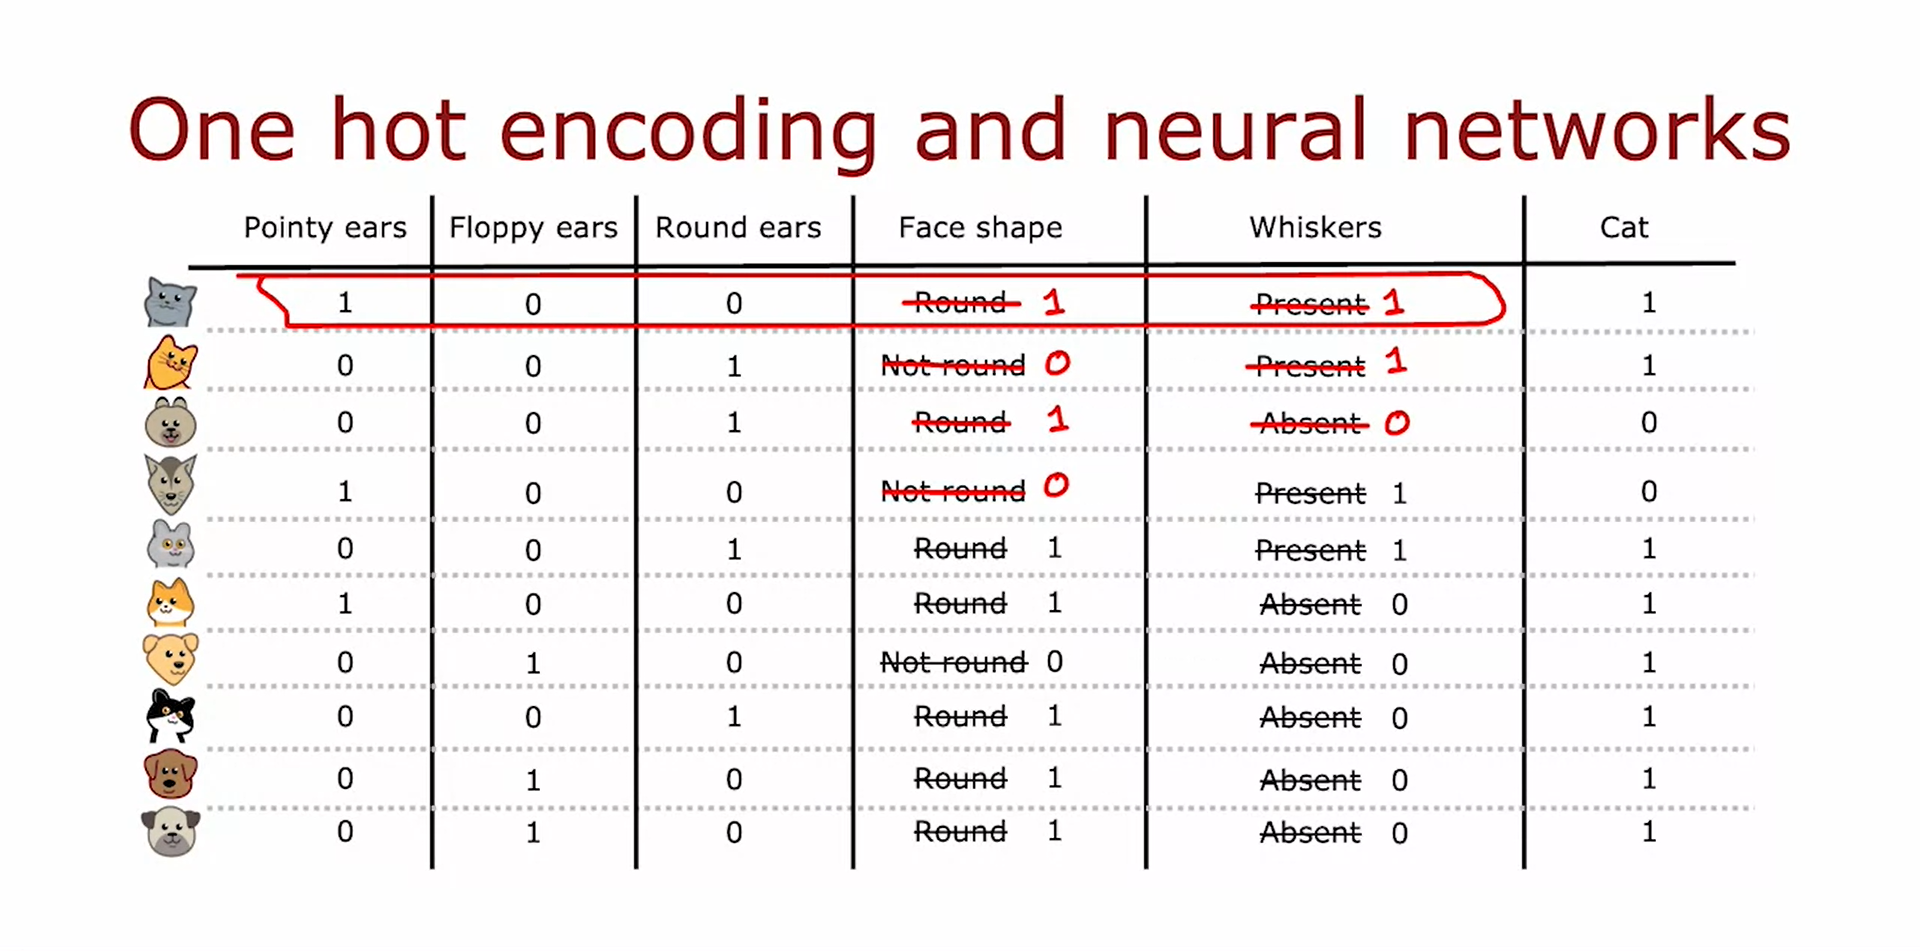 One hot encoding and neural networks
Pointy ears Floppy ears Round ears Face shape Whiskers Cat
1 0 0 Round 1 Present 1 1
0 0 1 Not round 0 Present 1 1
0 0 1 Round 1 Absent 0 0
1 0 0 Not round 0 Present 1 0
0 0 1 Round 1 Present 1 1
1 0 0 Round 1 Absent 0 1
0 1 0 Not round 0 Absent 0 1
0 0 1 Round 1 Absent 0 1
0 1 0 Round 1 Absent 0 1
0 1 0 Round 1 Absent 0 1